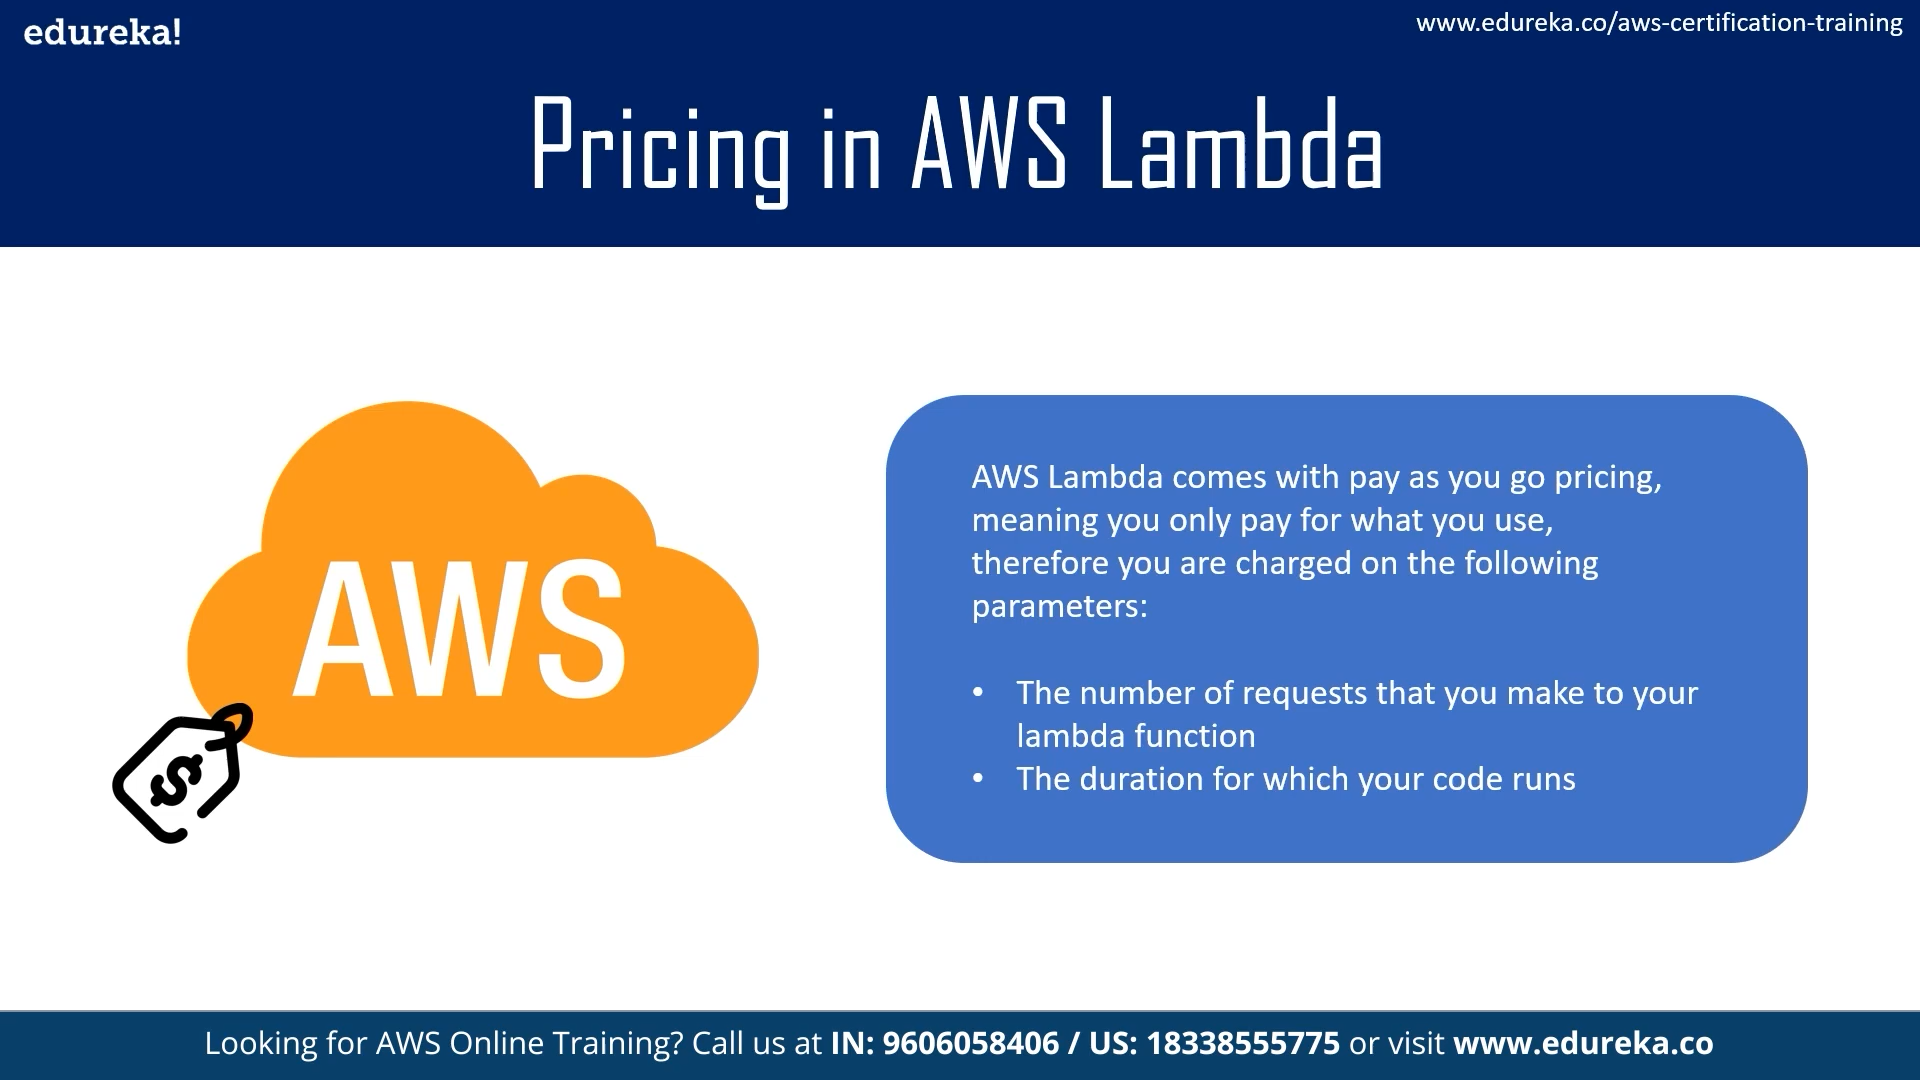 edureka!
www.edureka.co/aws-certification-training
Pricing in AWS Lambda
AWS
$
AWS Lambda comes with pay as you go pricing,
meaning you only pay for what you use,
therefore you are charged on the following
parameters:
• The number of requests that you make to your
lambda function
• The duration for which your code runs
Looking for AWS Online Training? Call us at IN: 9606058406 / US: 18338555775 or visit www.edureka.co